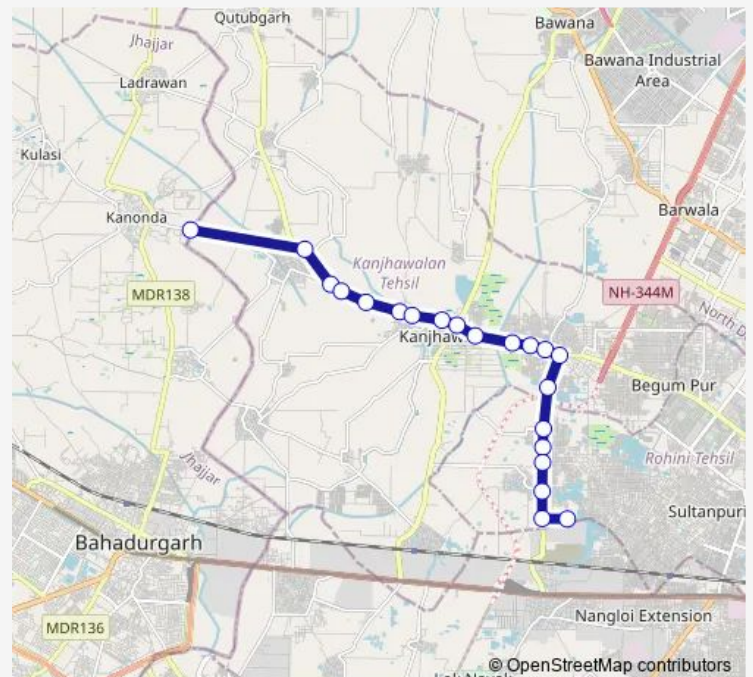 Qutubgarh
Bawana
Jhajjar
Bawana Industrial
Area
Ladrawan
Kulasi
Kanonda
Barwala
Kanjhawalan
Tehsil
MDR138
NH-344M
North D
Kanjhaw
Begum Pur
Jhajjar
Rohini Tehsil
Sultanpuri
Bahadurgarh
MDR136
Nangloi Extension
© OpenStreetMap contributors